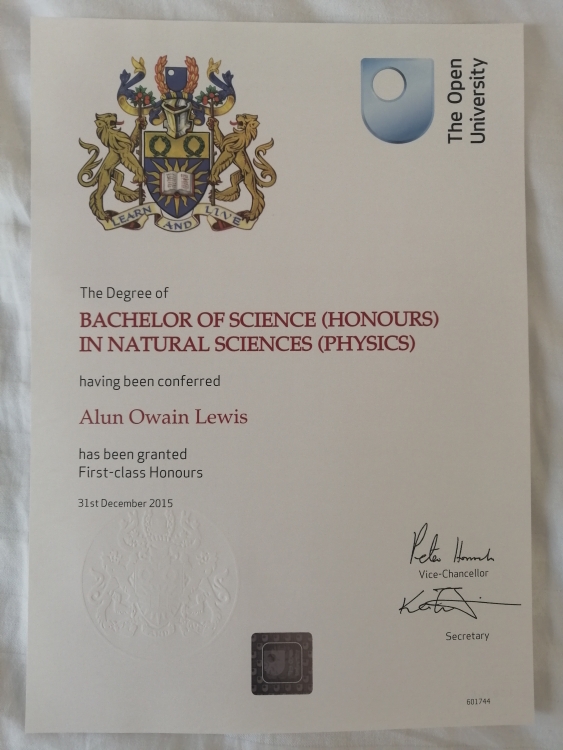 LEARN AND LIVE
The Open
University
The Degree of
BACHELOR OF SCIENCE (HONOURS)
IN NATURAL SCIENCES (PHYSICS)
having been conferred
Alun Owain Lewis
has been granted
First-class Honours
31st December 2015
Peter
Vice-Chancellor
Secretary
601744